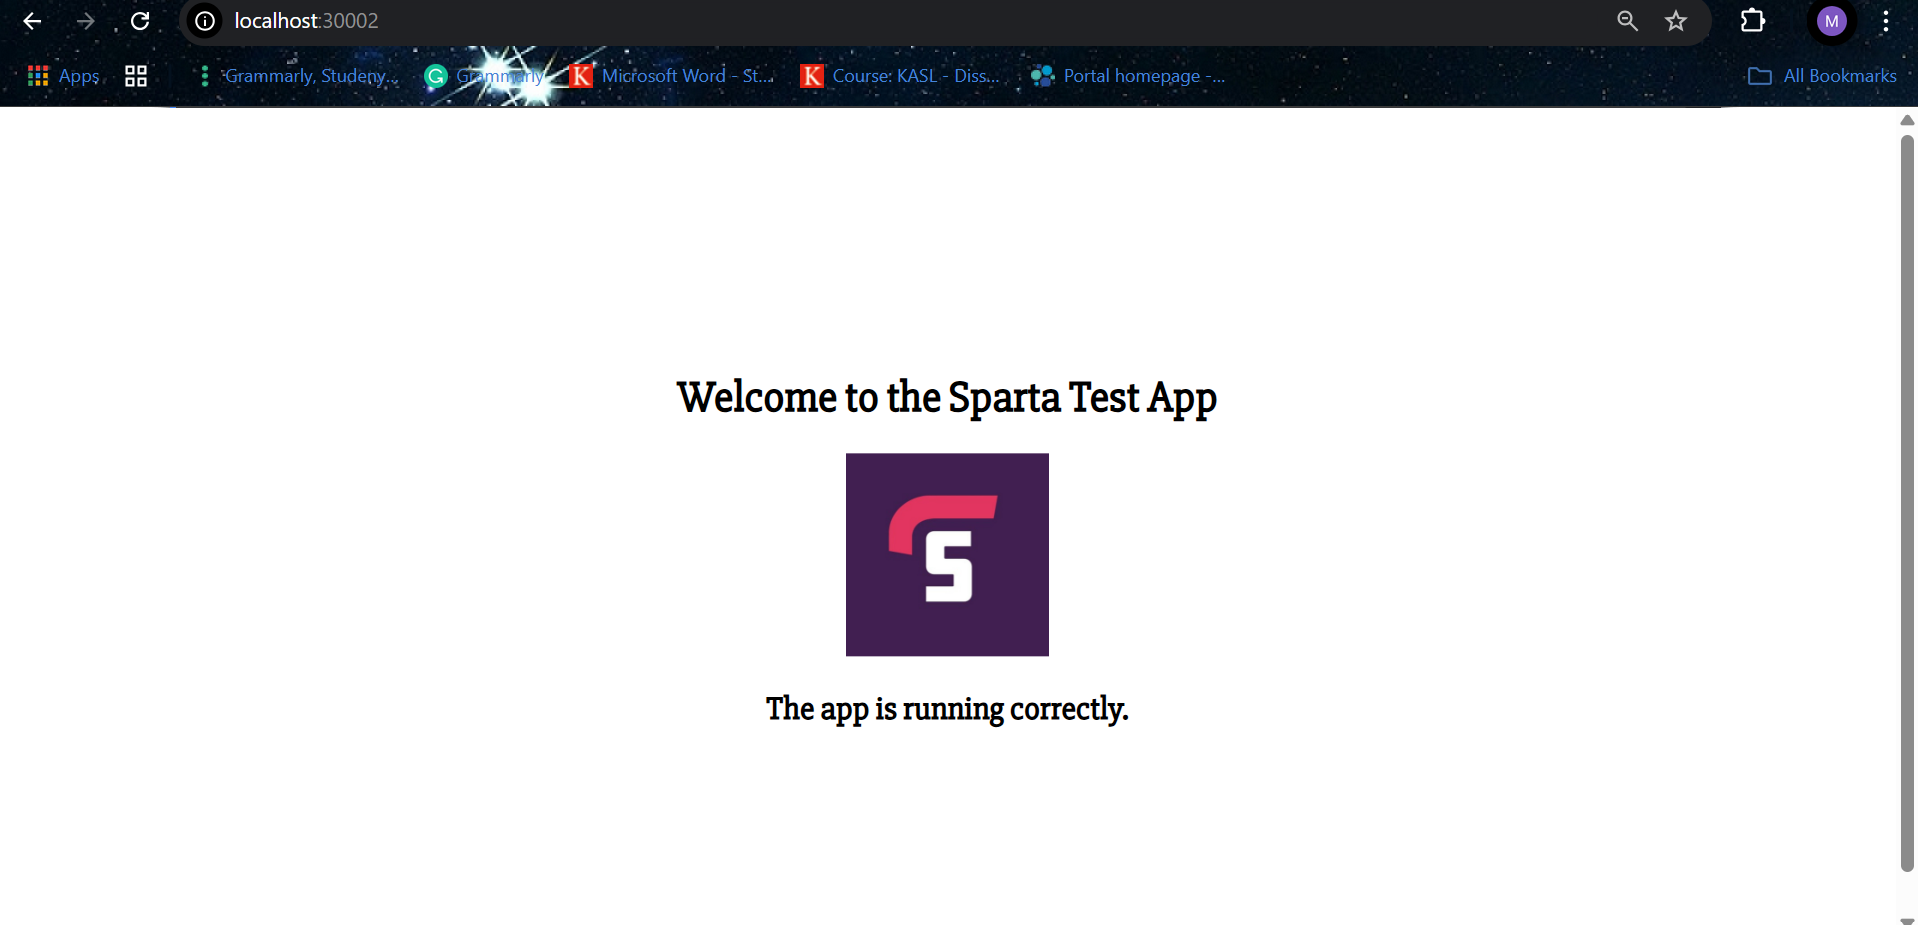 localhost:30002
M
Apps
Grammarly, Studeny...
G Grammarly
K Microsoft Word - St...
K Course: KASL - Diss...
Portal homepage -...
All Bookmarks
Welcome to the Sparta Test App
S
The app is running correctly.